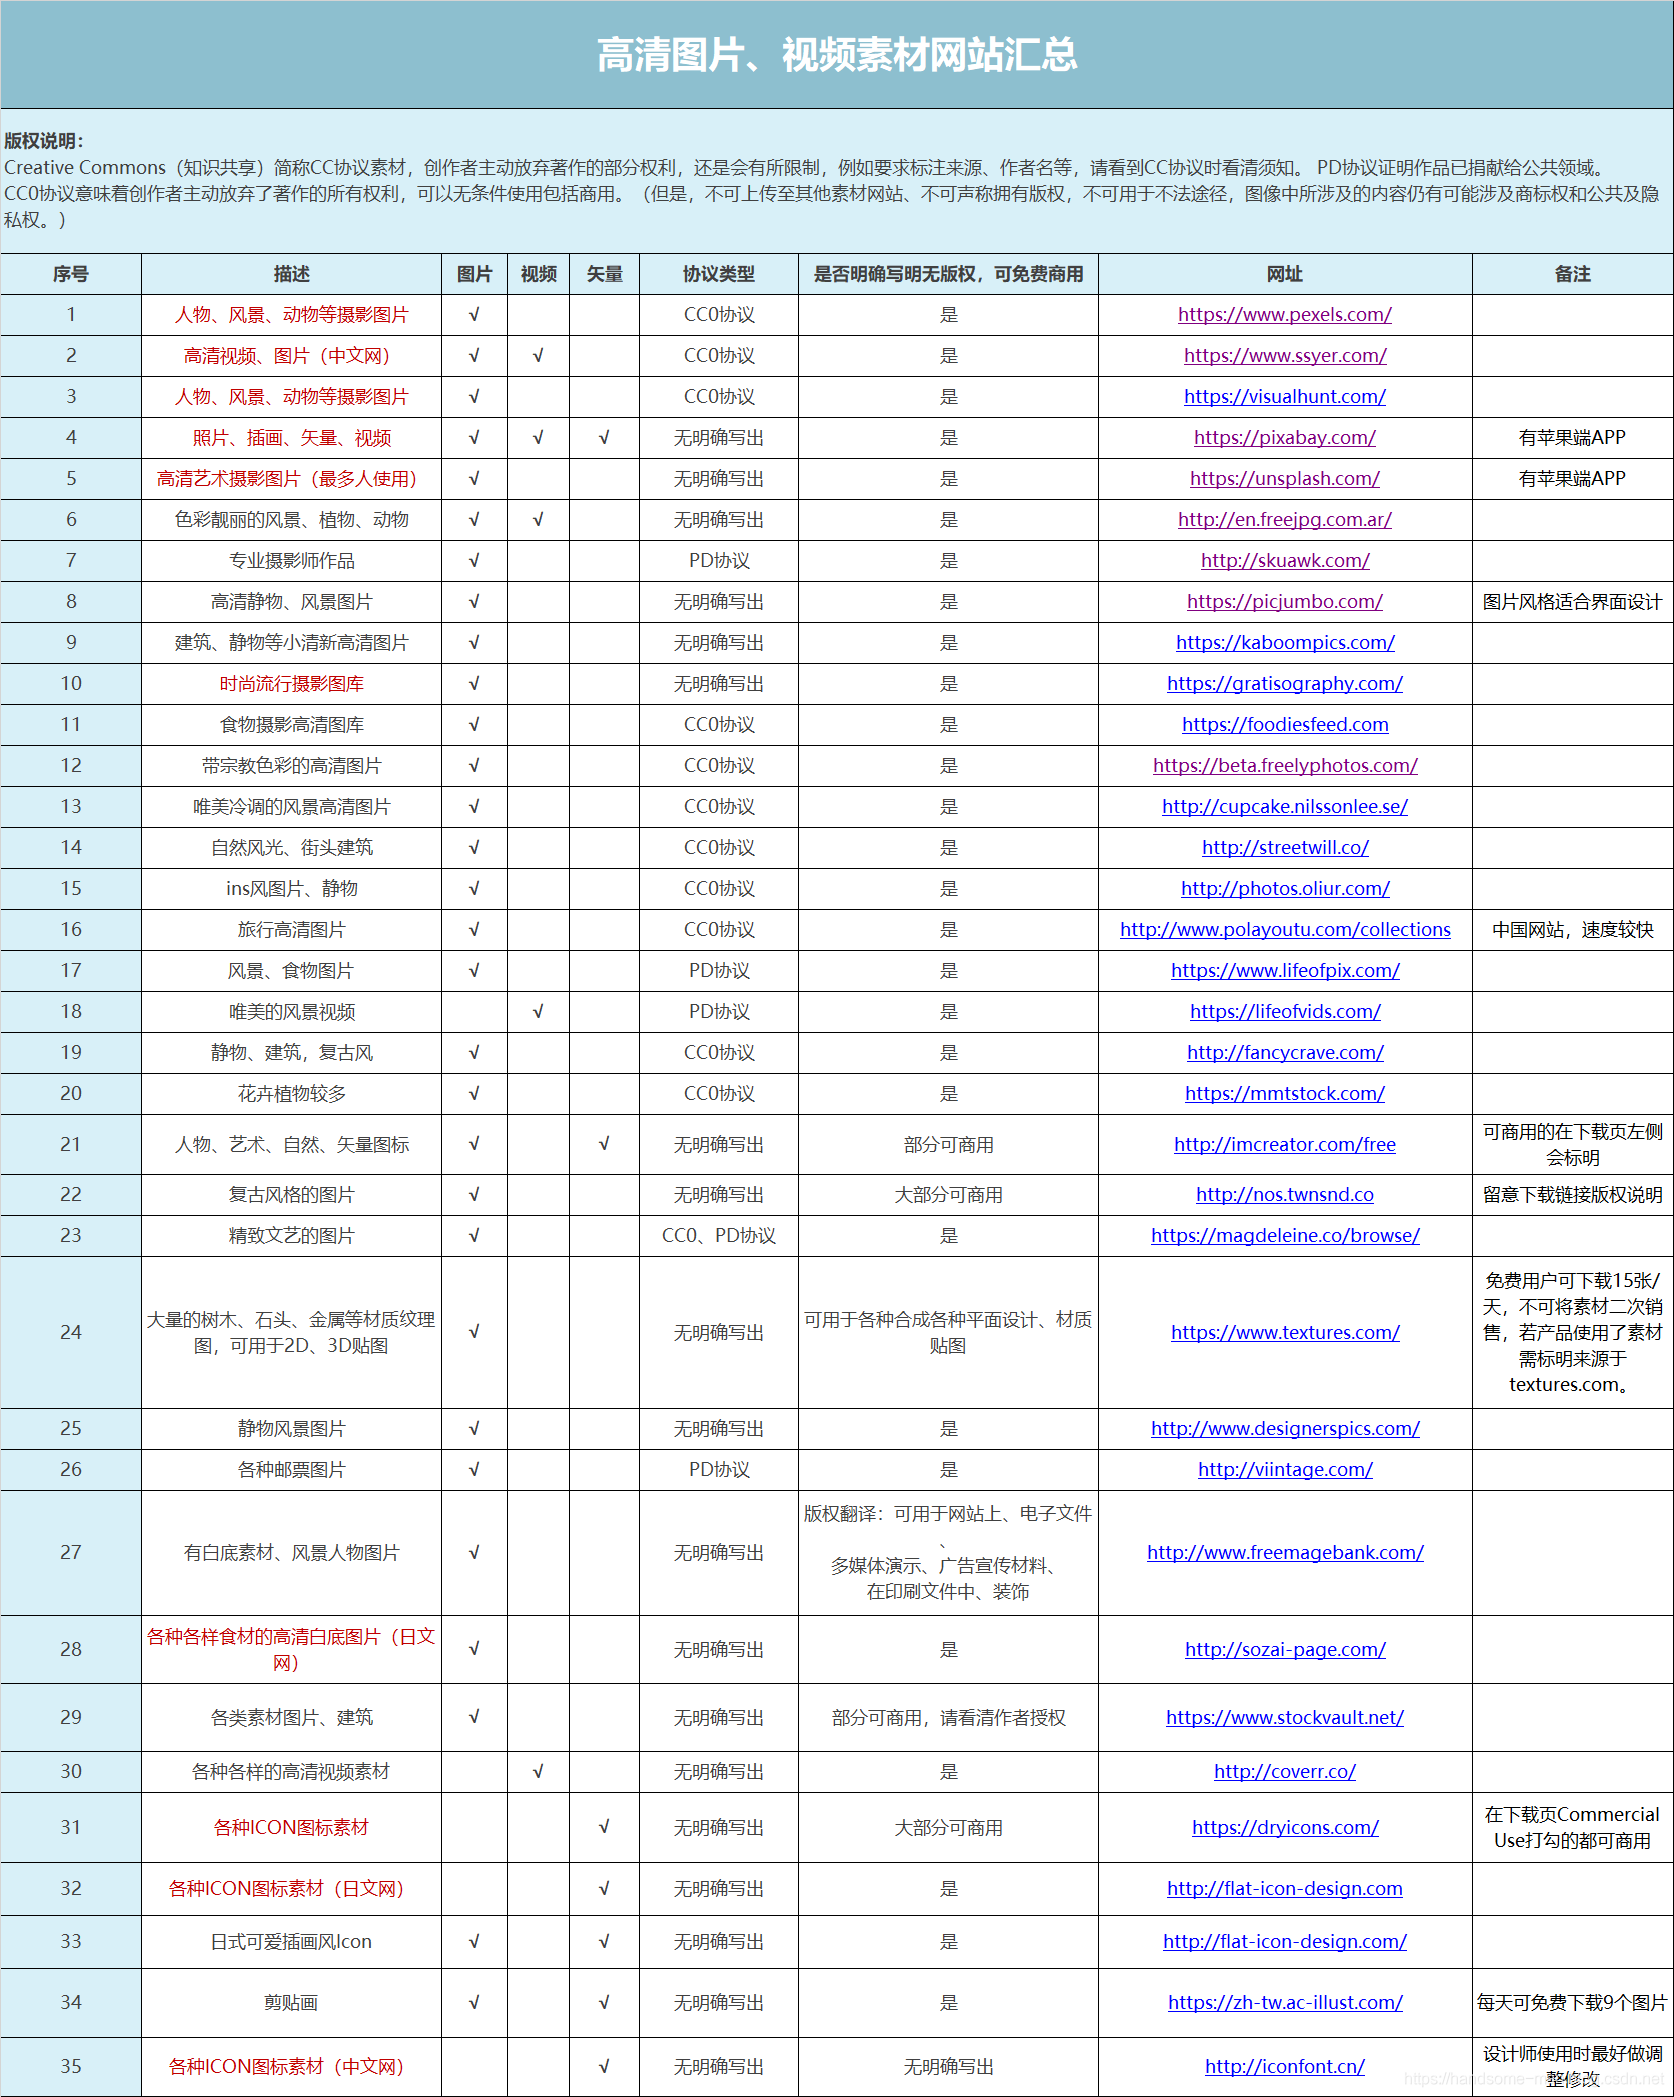 高清图片、视频素材网站汇总
版权说明：
Creative Commons（知识共享）简称CC协议素材，创作者主动放弃著作的部分权利，还是会有所限制，例如要求标注来源、作者名等，请看到CC协议时看清须知。 PD协议证明作品已捐献给公共领域。
CC0协议意味着创作者主动放弃了著作的所有权利，可以无条件使用包括商用。（但是，不可上传至其他素材网站、不可声称拥有版权，不可用于不法途径，图像中所涉及的内容仍有可能涉及商标权和公共及隐
私权。）
序号 描述 图片 视频 矢量 协议类型 是否明确写明无版权，可免费商用 网址 备注
1 人物、风景、动物等摄影图片 √ CC0协议 是 https://www.pexels.com/
2 高清视频、图片（中文网） √ √ CC0协议 是 https://www.ssyer.com/
3 人物、风景、动物等摄影图片 √ CC0协议 是 https://visualhunt.com/
4 照片、插画、矢量、视频 √ √ √ 无明确写出 是 https://pixabay.com/ 有苹果端APP
5 高清艺术摄影图片（最多人使用） √ 无明确写出 是 https://unsplash.com/ 有苹果端APP
6 色彩靓丽的风景、植物、动物 √ √ 无明确写出 是 http://en.freejpg.com.ar/
7 专业摄影师作品 √ PD协议 是 http://skuawk.com/
8 高清静物、风景图片 √ 无明确写出 是 https://picjumbo.com/ 图片风格适合界面设计
9 建筑、静物等小清新高清图片 √ 无明确写出 是 https://kaboompics.com/
10 时尚流行摄影图库 √ 无明确写出 是 https://gratisography.com/
11 食物摄影高清图库 √ CC0协议 是 https://foodiesfeed.com
12 带宗教色彩的高清图片 √ CC0协议 是 https://beta.freelyphotos.com/
13 唯美冷调的风景高清图片 √ CC0协议 是 http://cupcake.nilssonlee.se/
14 自然风光、街头建筑 √ CC0协议 是 http://streetwill.co/
15 ins风图片、静物 √ CC0协议 是 http://photos.oliur.com/
16 旅行高清图片 √ CC0协议 是 http://www.polayoutu.com/collections 中国网站，速度较快
17 风景、食物图片 √ PD协议 是 https://www.lifeofpix.com/
18 唯美的风景视频 √ PD协议 是 https://lifeofvids.com/
19 静物、建筑，复古风 √ CC0协议 是 http://fancycrave.com/
20 花卉植物较多 √ CC0协议 是 https://mmtstock.com/
21 人物、艺术、自然、矢量图标 √ √ 无明确写出 部分可商用 http://imcreator.com/free 可商用的在下载页左侧
会标明
22 复古风格的图片 √ 无明确写出 大部分可商用 http://nos.twnsnd.co 留意下载链接版权说明
23 精致文艺的图片 √ CC0、PD协议 是 https://magdeleine.co/browse/
24 大量的树木、石头、金属等材质纹理
图，可用于2D、3D贴图 √ 无明确写出 可用于各种合成各种平面设计、材质
贴图 https://www.textures.com/ 免费用户可下载15张/
天，不可将素材二次销
售，若产品使用了素材
需标明来源于
textures.com。
25 静物风景图片 √ 无明确写出 是 http://www.designerspics.com/
26 各种邮票图片 √ PD协议 是 http://viintage.com/
27 有白底素材、风景人物图片 √ 无明确写出 版权翻译：可用于网站上、电子文件
、
多媒体演示、广告宣传材料、
在印刷文件中、装饰 http://www.freemagebank.com/
28 各种各样食材的高清白底图片（日文
网） √ 无明确写出 是 http://sozai-page.com/
29 各类素材图片、建筑 √ 无明确写出 部分可商用，请看清作者授权 https://www.stockvault.net/
30 各种各样的高清视频素材 √ 无明确写出 是 http://coverr.co/
31 各种ICON图标素材 √ 无明确写出 大部分可商用 https://dryicons.com/ 在下载页Commercial
Use打勾的都可商用
32 各种ICON图标素材（日文网） √ 无明确写出 是 http://flat-icon-design.com
33 日式可爱插画风Icon √ √ 无明确写出 是 http://flat-icon-design.com/
34 剪贴画 √ √ 无明确写出 是 https://zh-tw.ac-illust.com/ 每天可免费下载9个图片
35 各种ICON图标素材（中文网） √ 无明确写出 无明确写出 http://iconfont.cn/ 设计师使用时最好做调
整修改